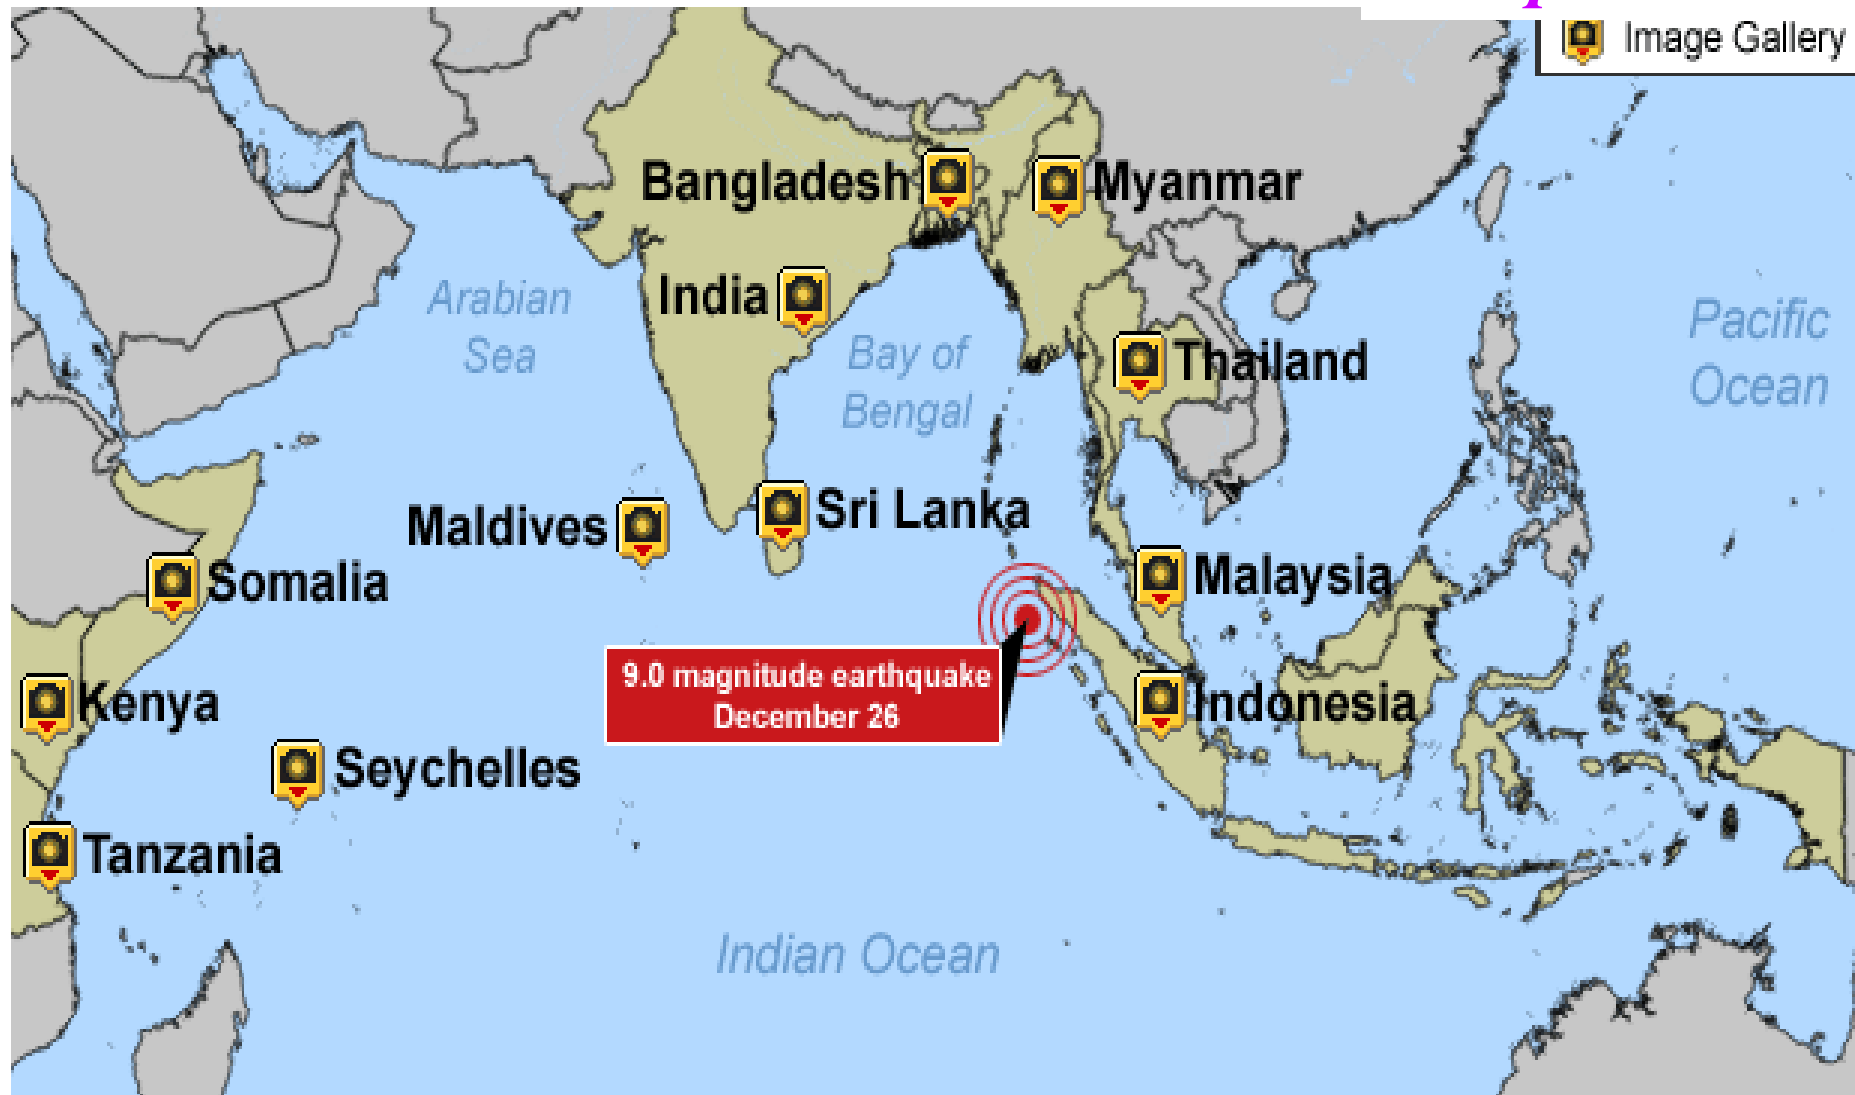 Image Gallery
Bangladesh
Myanmar
India
Arabian
Sea
Bay of
Bengal
Thailand
Pacific
Ocean
Maldives
Sri Lanka
Somalia
Malaysia
9.0 magnitude earthquake
December 26
Kenya
Indonesia
Seychelles
Tanzania
Indian Ocean